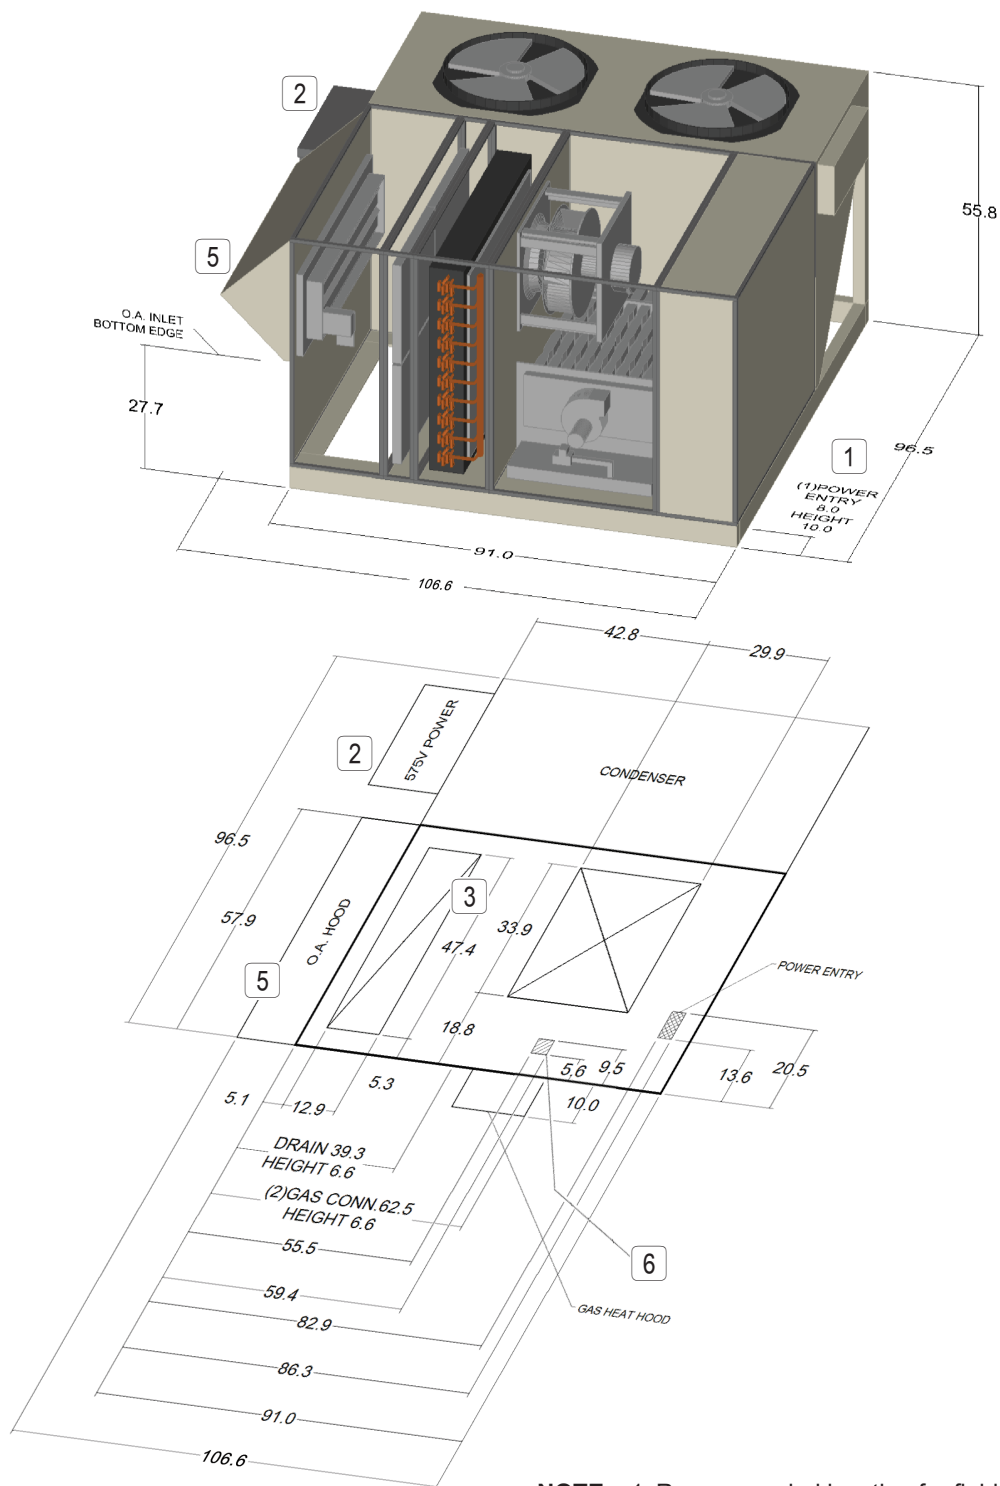 2
55.8
5
O.A. INLET
BOTTOM EDGE
27.7
1
96.5
(1)POWER
ENTRY
8.0
HEIGHT
10.0
91.0
106.6
42.8
29.9
575V POWER
2
CONDENSER
96.5
57.9
O.A. HOOD
3
33.9
47.4
5
POWER ENTRY
18.8
5.6
9.5
13.6
20.5
5.3
5.1
12.9
10.0
DRAIN 39.3
HEIGHT 6.6
(2)GAS CONN.62.5
HEIGHT 6.6
55.5
6
59.4
GAS HEAT HOOD
82.9
86.3
91.0
106.6